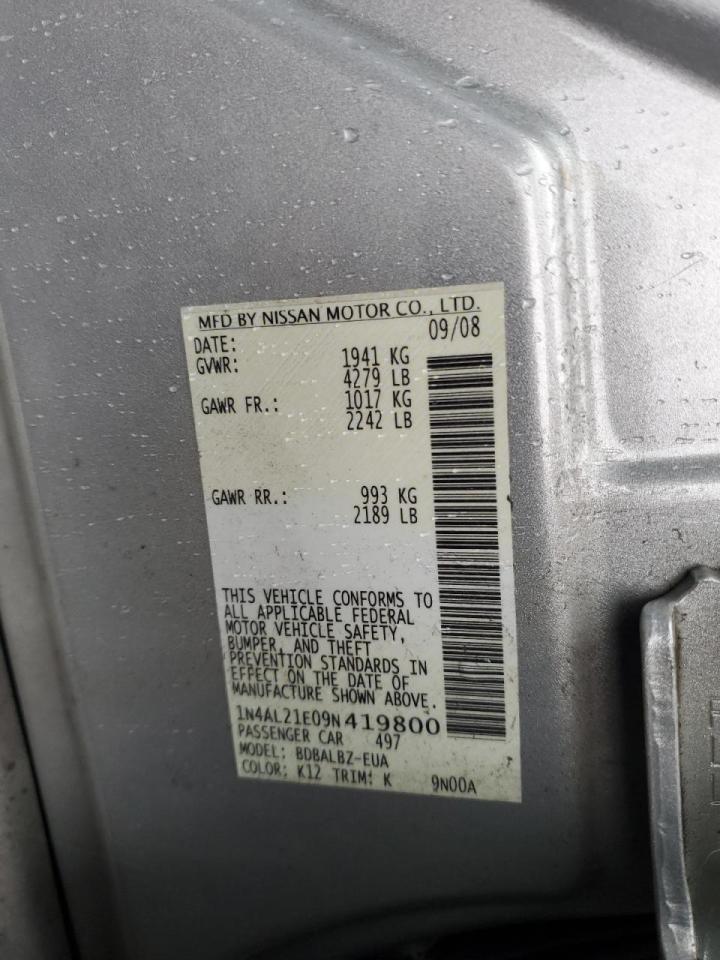 MFD BY NISSAN MOTOR CO., LTD.
DATE: 09/08
GVWR: 1941 KG
4279 LB
GAWR FR.: 1017 KG
2242 LB
GAWR RR.: 993 KG
2189 LB
THIS VEHICLE CONFORMS TO
ALL APPLICABLE FEDERAL
MOTOR VEHICLE SAFETY,
BUMPER, AND THEFT
PREVENTION STANDARDS IN
EFFECT ON THE DATE OF
MANUFACTURE SHOWN ABOVE.
1N4AL21E09N419800
PASSENGER CAR 497
MODEL: BDBALBZ-EUA
COLOR: K12 TRIM: K 9N00A